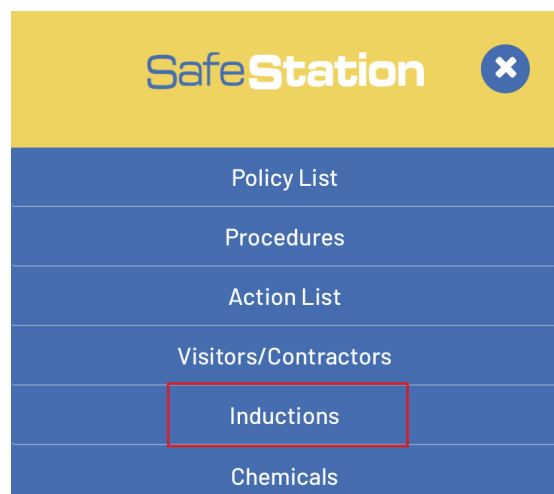 SafeStation
Policy List
Procedures
Action List
Visitors/Contractors
Inductions
Chemicals